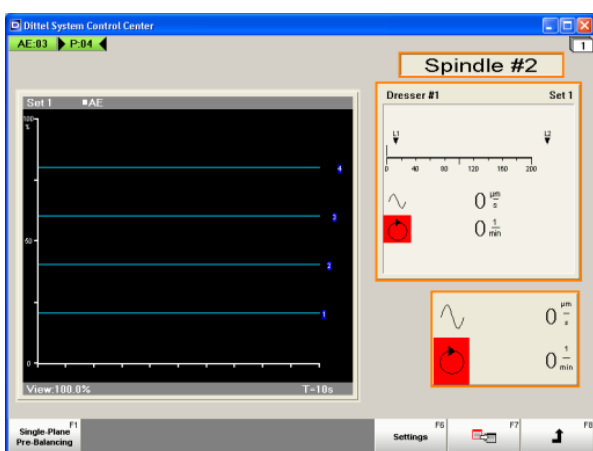 Dittel System Control Center
AE:03 P:04
1
Spindle #2
Set 1 ■AE
100
%
50
0
4
3
2
1
View:100.0% T=10s
Dresser #1 Set 1
L1 L2
0 40 80 120 160 200
0 µm/s
0 1/min
0 µm/s
0 1/min
Single-Plane F1
Pre-Balancing
Settings F6
F7
F8